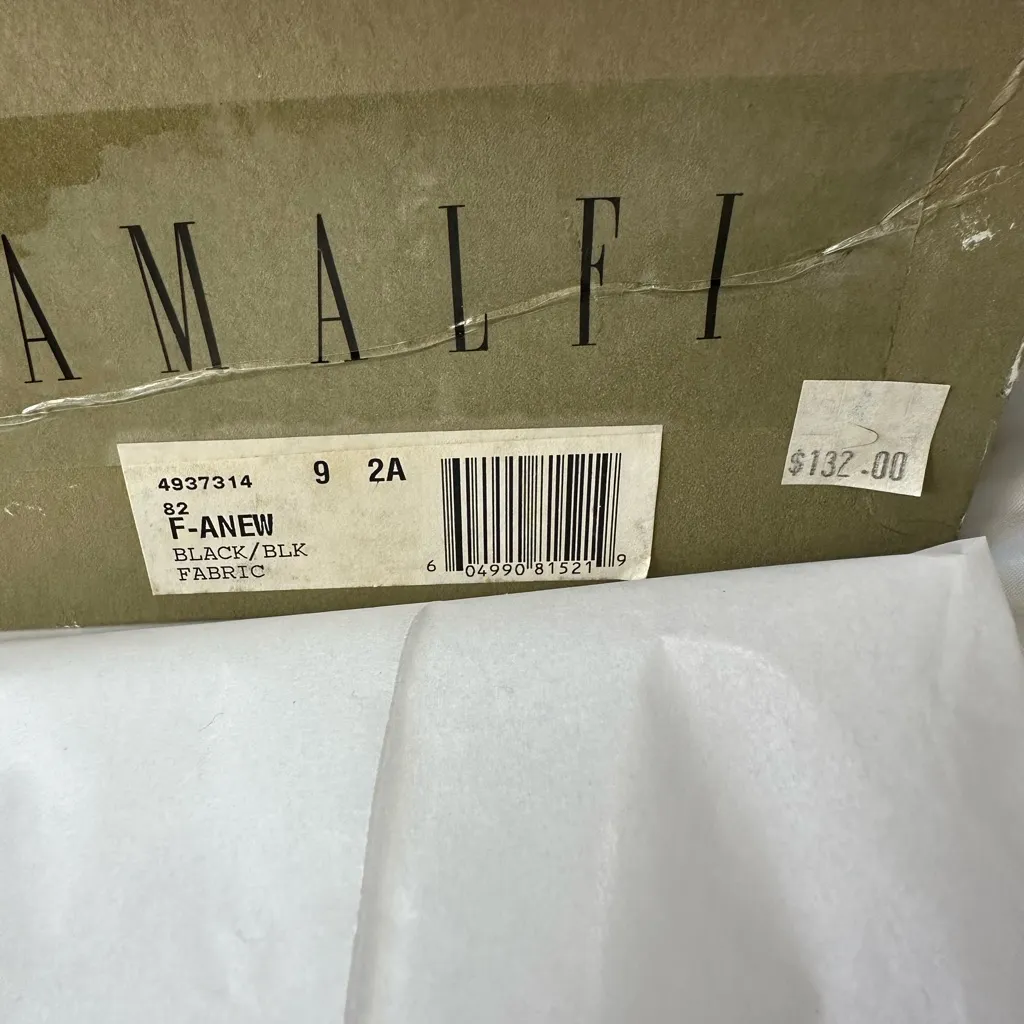 AMALFI
4937314 9 2A
82
F-ANEW
BLACK/BLK
FABRIC
6 04990 81521 9
$132.00